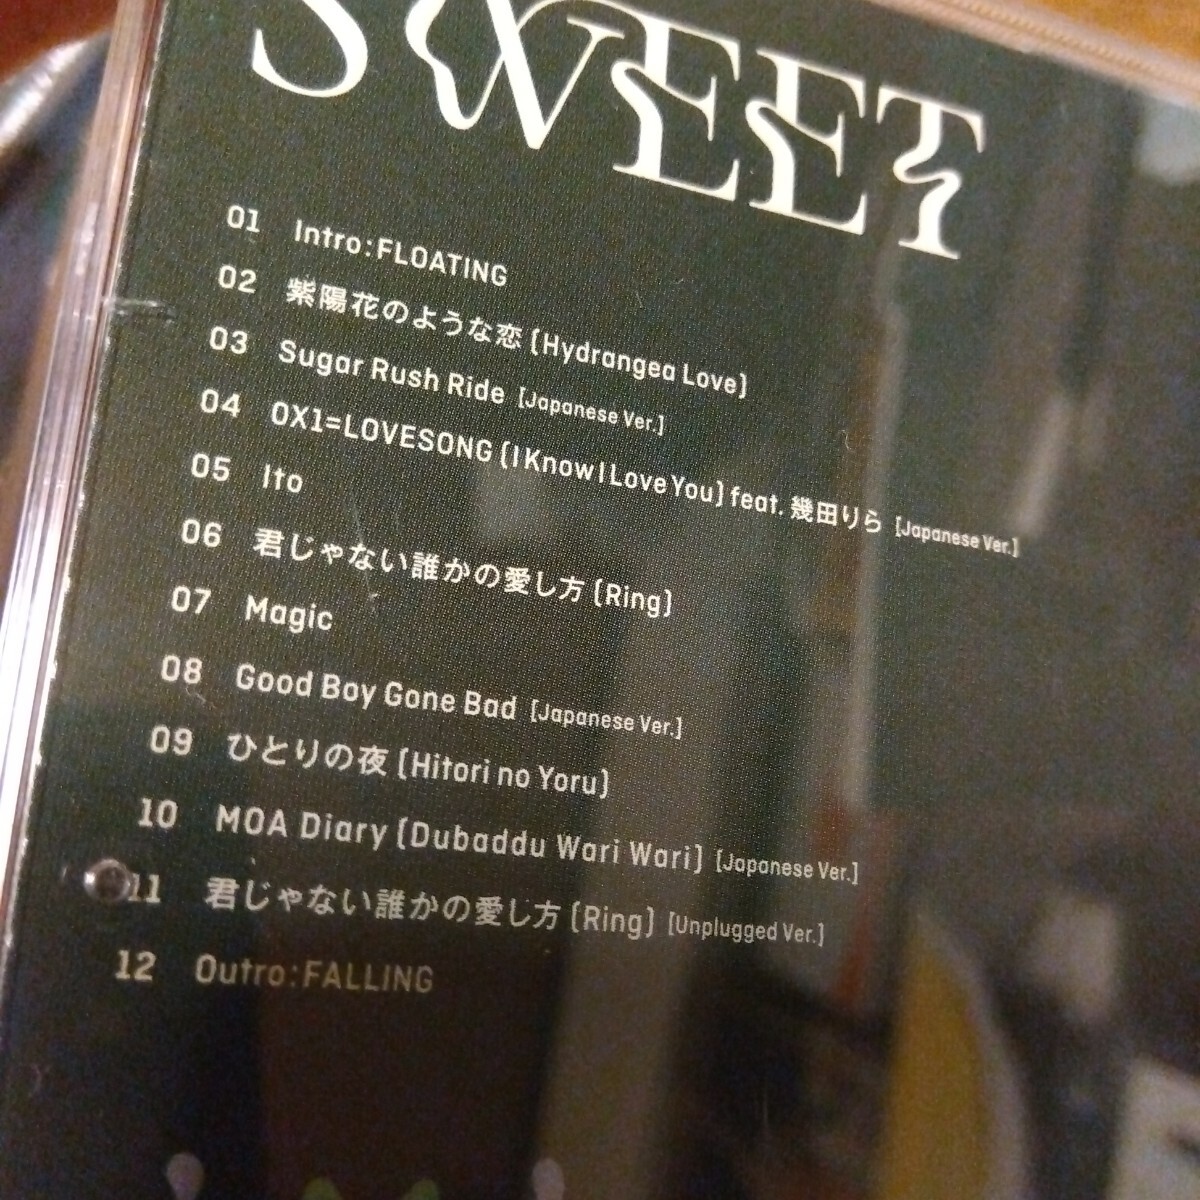 SWEET
01 Intro:FLOATING
02 紫陽花のような恋 (Hydrangea Love)
03 Sugar Rush Ride [Japanese Ver.]
04 0X1=LOVESONG (I Know I Love You) feat. 幾田りら [Japanese Ver.]
05 Ito
06 君じゃない誰かの愛し方 (Ring)
07 Magic
08 Good Boy Gone Bad [Japanese Ver.]
09 ひとりの夜 (Hitori no Yoru)
10 MOA Diary (Dubaddu Wari Wari) [Japanese Ver.]
11 君じゃない誰かの愛し方 (Ring) [Unplugged Ver.]
12 Outro:FALLING